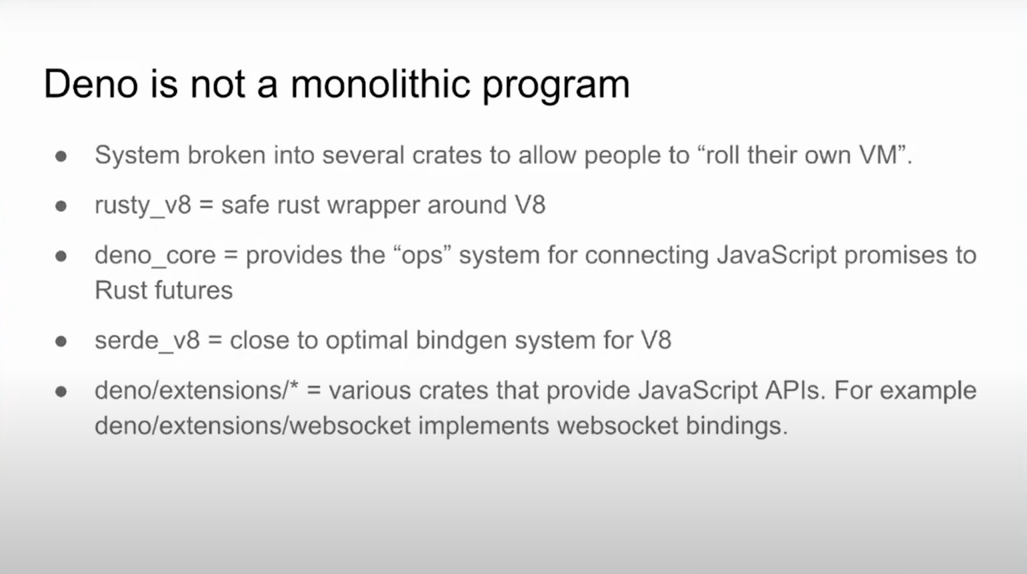 Deno is not a monolithic program
● System broken into several crates to allow people to “roll their own VM”.
● rusty_v8 = safe rust wrapper around V8
● deno_core = provides the “ops” system for connecting JavaScript promises to
Rust futures
● serde_v8 = close to optimal bindgen system for V8
● deno/extensions/* = various crates that provide JavaScript APIs. For example
deno/extensions/websocket implements websocket bindings.